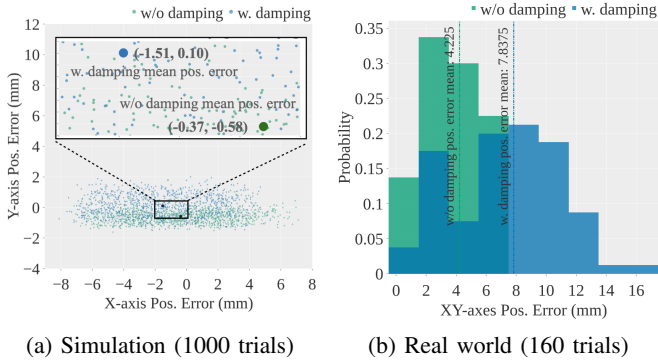 w/o damping w. damping
12
10
8
6
4
2
0
−2
−4
Y-axis Pos. Error (mm)
(-1.51, 0.10)
w. damping mean pos. error
w/o damping mean pos. error
(-0.37, -0.58)
−8 −6 −4 −2 0 2 4 6 8
X-axis Pos. Error (mm)
(a) Simulation (1000 trials)
w/o damping w. damping
0.35
0.3
0.25
0.2
0.15
0.1
0.05
0
Probability
w/o damping pos. error mean: 4.225
w. damping pos. error mean: 7.8375
0 2 4 6 8 10 12 14 16
XY-axes Pos. Error (mm)
(b) Real world (160 trials)